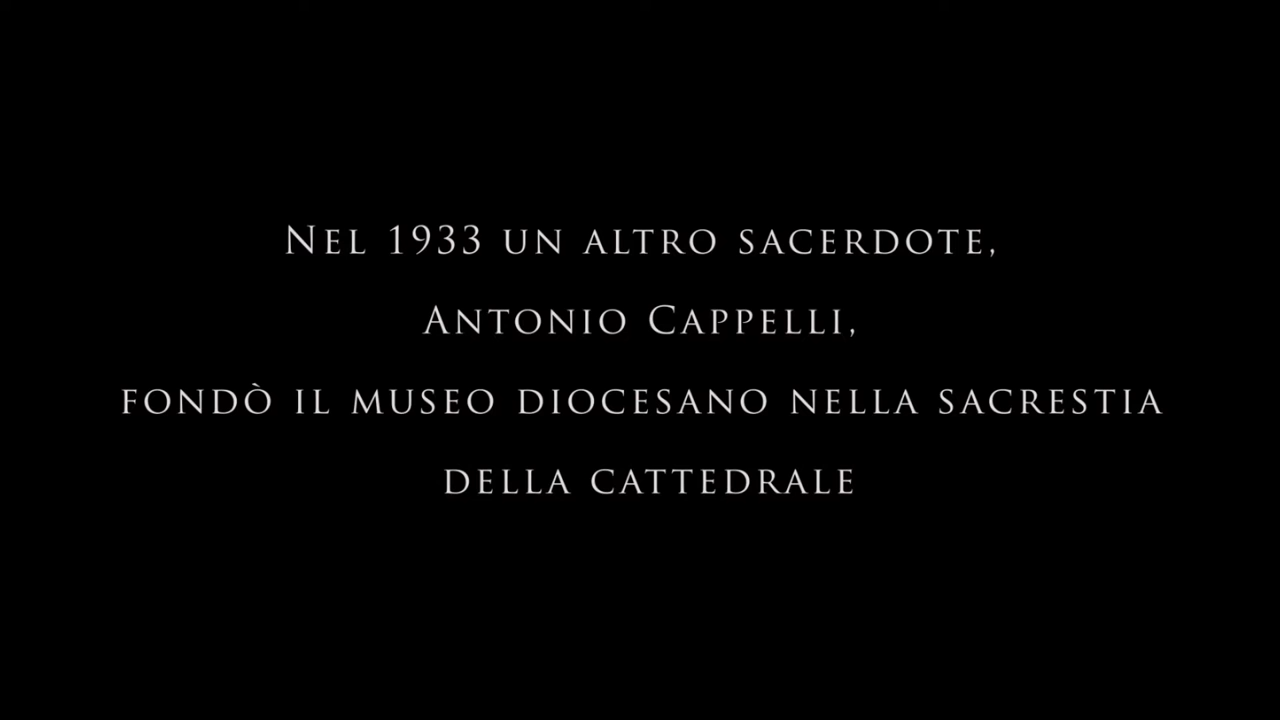 Nel 1933 un altro sacerdote,
Antonio Cappelli,
fondò il museo diocesano nella sacrestia
della cattedrale